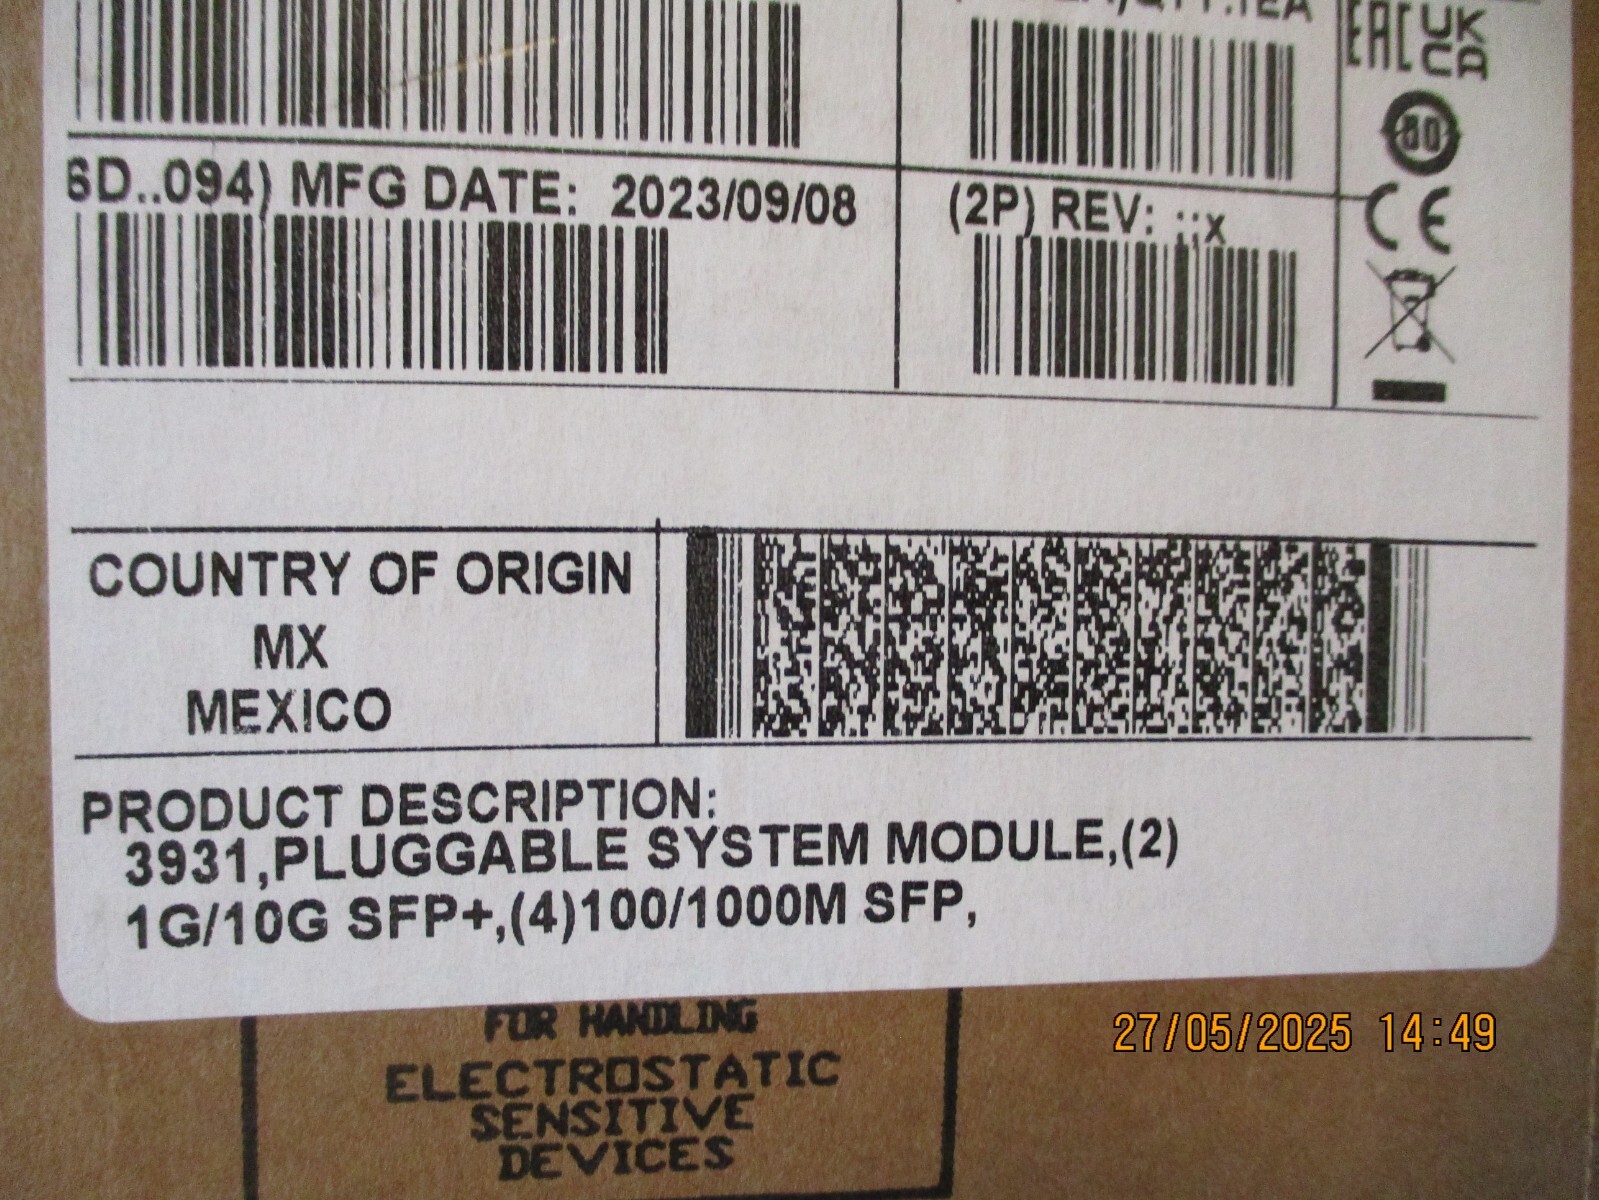 QTY:1EA
EAC UK
CA
6D..094) MFG DATE: 2023/09/08
(2P) REV: ;;x
CE
COUNTRY OF ORIGIN
MX
MEXICO
PRODUCT DESCRIPTION:
3931,PLUGGABLE SYSTEM MODULE,(2)
1G/10G SFP+,(4)100/1000M SFP,
FOR HANDLING
ELECTROSTATIC
SENSITIVE
DEVICES
27/05/2025 14:49